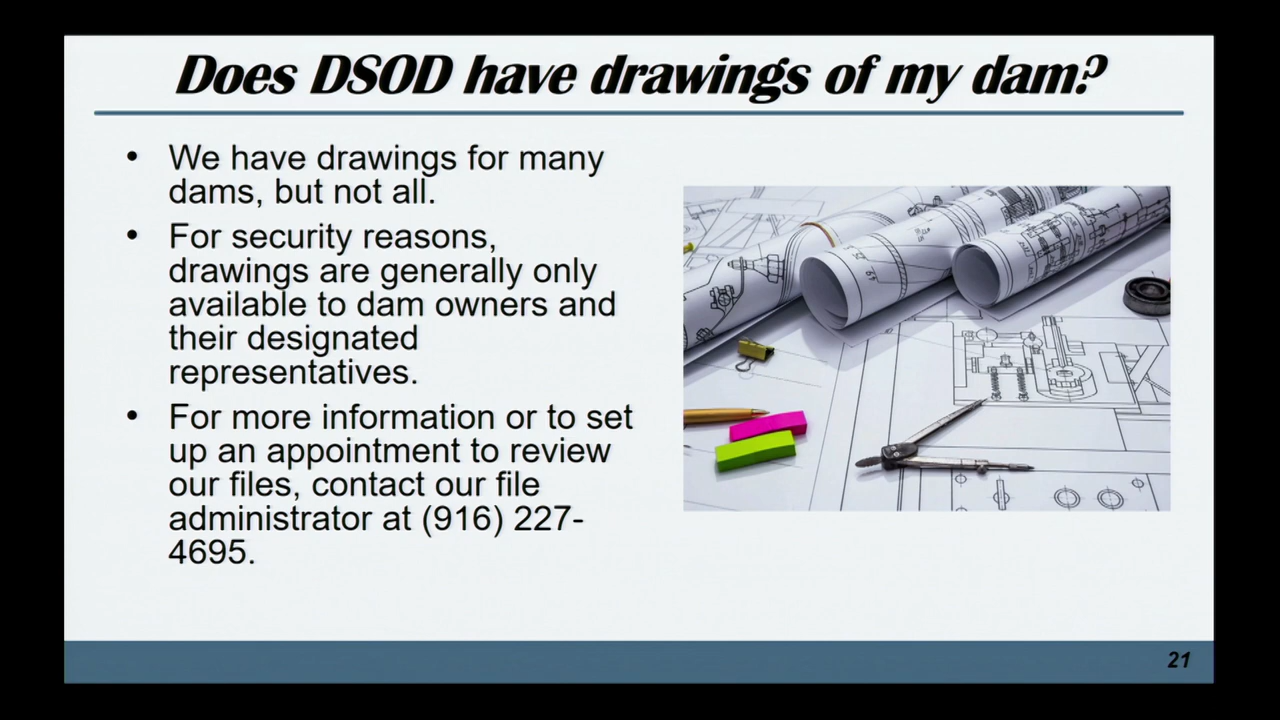 Does DSOD have drawings of my dam?
• We have drawings for many
dams, but not all.
• For security reasons,
drawings are generally only
available to dam owners and
their designated
representatives.
• For more information or to set
up an appointment to review
our files, contact our file
administrator at (916) 227-
4695.
21